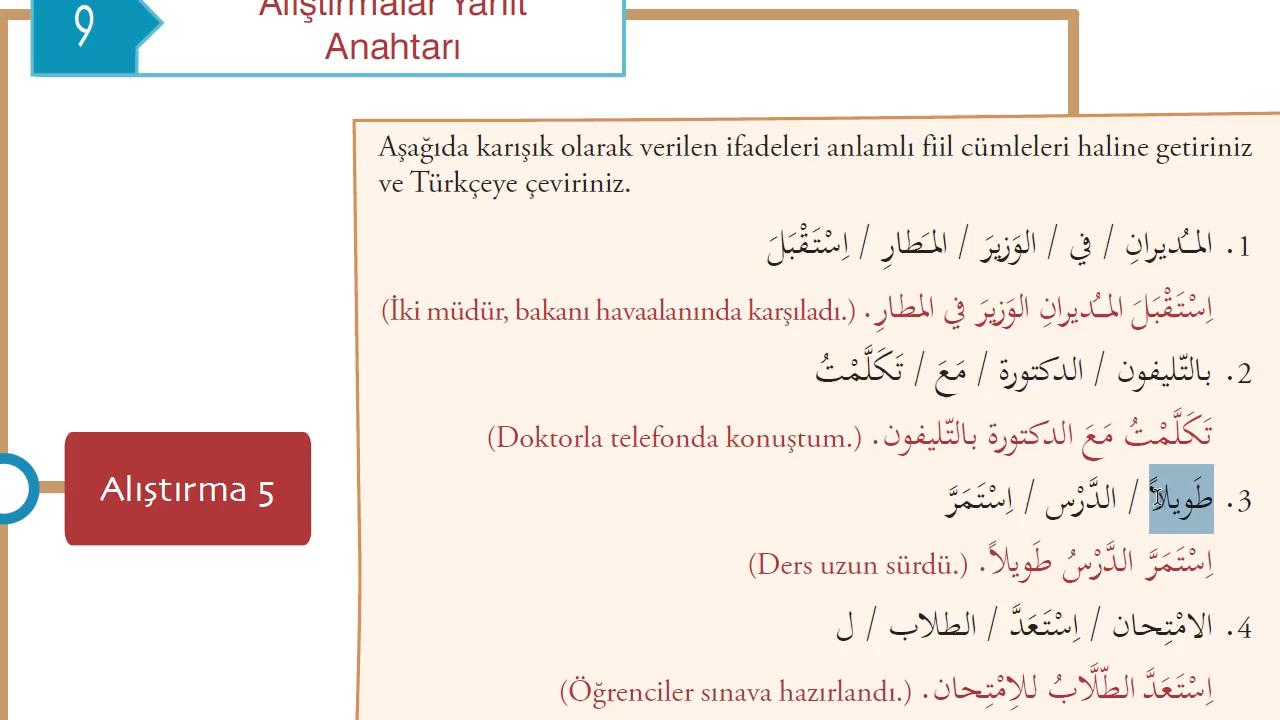 9
Alıştırmalar Yanıt
Anahtarı
Aşağıda karışık olarak verilen ifadeleri anlamlı fiil cümleleri haline getiriniz
ve Türkçeye çeviriniz.
1. المـُديرانِ / في / الوَزيرَ / المـَطارِ / اِسْتَقْبَلَ
اِسْتَقْبَلَ المـُديرانِ الوَزيرَ في المطارِ. (İki müdür, bakanı havaalanında karşıladı.)
2. بالتّليفون / الدكتورة / مَعَ / تَكَلَّمْتُ
تَكَلَّمْتُ مَعَ الدكتورة بالتّليفون. (Doktorla telefonda konuştum.)
Alıştırma 5
3. طَويلاً / الدَّرْس / اِسْتَمَرَّ
اِسْتَمَرَّ الدَّرْسُ طَويلاً. (Ders uzun sürdü.)
4. الامْتِحان / اِسْتَعَدَّ / الطلاب / ل
اِسْتَعَدَّ الطّلَّابُ للاِمْتِحان. (Öğrenciler sınava hazırlandı.)